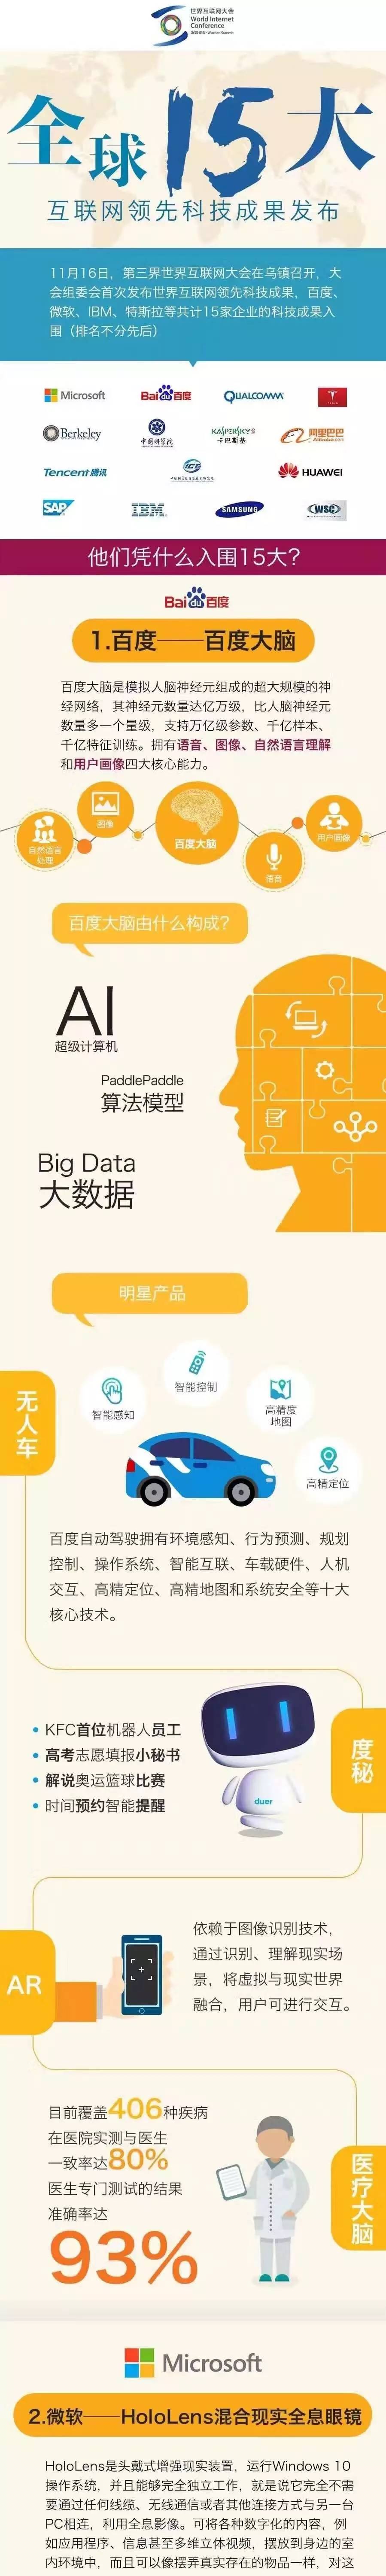 世界互联网大会
World Internet
Conference
乌镇峰会·Wuzhen Summit
全球15大
互联网领先科技成果发布
11月16日，第三界世界互联网大会在乌镇召开，大
会组委会首次发布世界互联网领先科技成果，百度、
微软、IBM、特斯拉等共计15家企业的科技成果入
围（排名不分先后）
Microsoft
Bai du 百度
QUALCOMM
TESLA
Berkeley
中国科学院
KASPERSKY
卡巴斯基
阿里巴巴
Alibaba.com
Tencent 腾讯
ICT
HUAWEI
SAP
IBM
SAMSUNG
WSC
他们凭什么入围15大?
Bai du 百度
1.百度——百度大脑
百度大脑是模拟人脑神经元组成的超大规模的神
经网络，其神经元数量达亿万级，比人脑神经元
数量多一个量级，支持万亿级参数、千亿样本、
千亿特征训练。拥有语音、图像、自然语言理解
和用户画像四大核心能力。
自然语言
处理
图像
百度大脑
语音
用户画像
百度大脑由什么构成?
AI
超级计算机
PaddlePaddle
算法模型
Big Data
大数据
明星产品
无人车
智能感知
智能控制
高精度
地图
高精定位
百度自动驾驶拥有环境感知、行为预测、规划
控制、操作系统、智能互联、车载硬件、人机
交互、高精定位、高精地图和系统安全等十大
核心技术。
• KFC首位机器人员工
• 高考志愿填报小秘书
• 解说奥运篮球比赛
• 时间预约智能提醒
duer
度秘
AR
依赖于图像识别技术，
通过识别、理解现实场
景，将虚拟与现实世界
融合，用户可进行交互。
目前覆盖406种疾病
在医院实测与医生
一致率达80%
医生专门测试的结果
准确率达
93%
医疗大脑
Microsoft
2.微软——HoloLens混合现实全息眼镜
HoloLens是头戴式增强现实装置，运行Windows 10
操作系统，并且能够完全独立工作，就是说它完全不需
要通过任何线缆、无线通信或者其他连接方式与另一台
PC相连，利用全息影像。可将各种数字化的内容，例
如应用程序、信息甚至多维立体视频，摆放到身边的室
内环境中，而且可以像摆弄真实存在的物品一样，对这